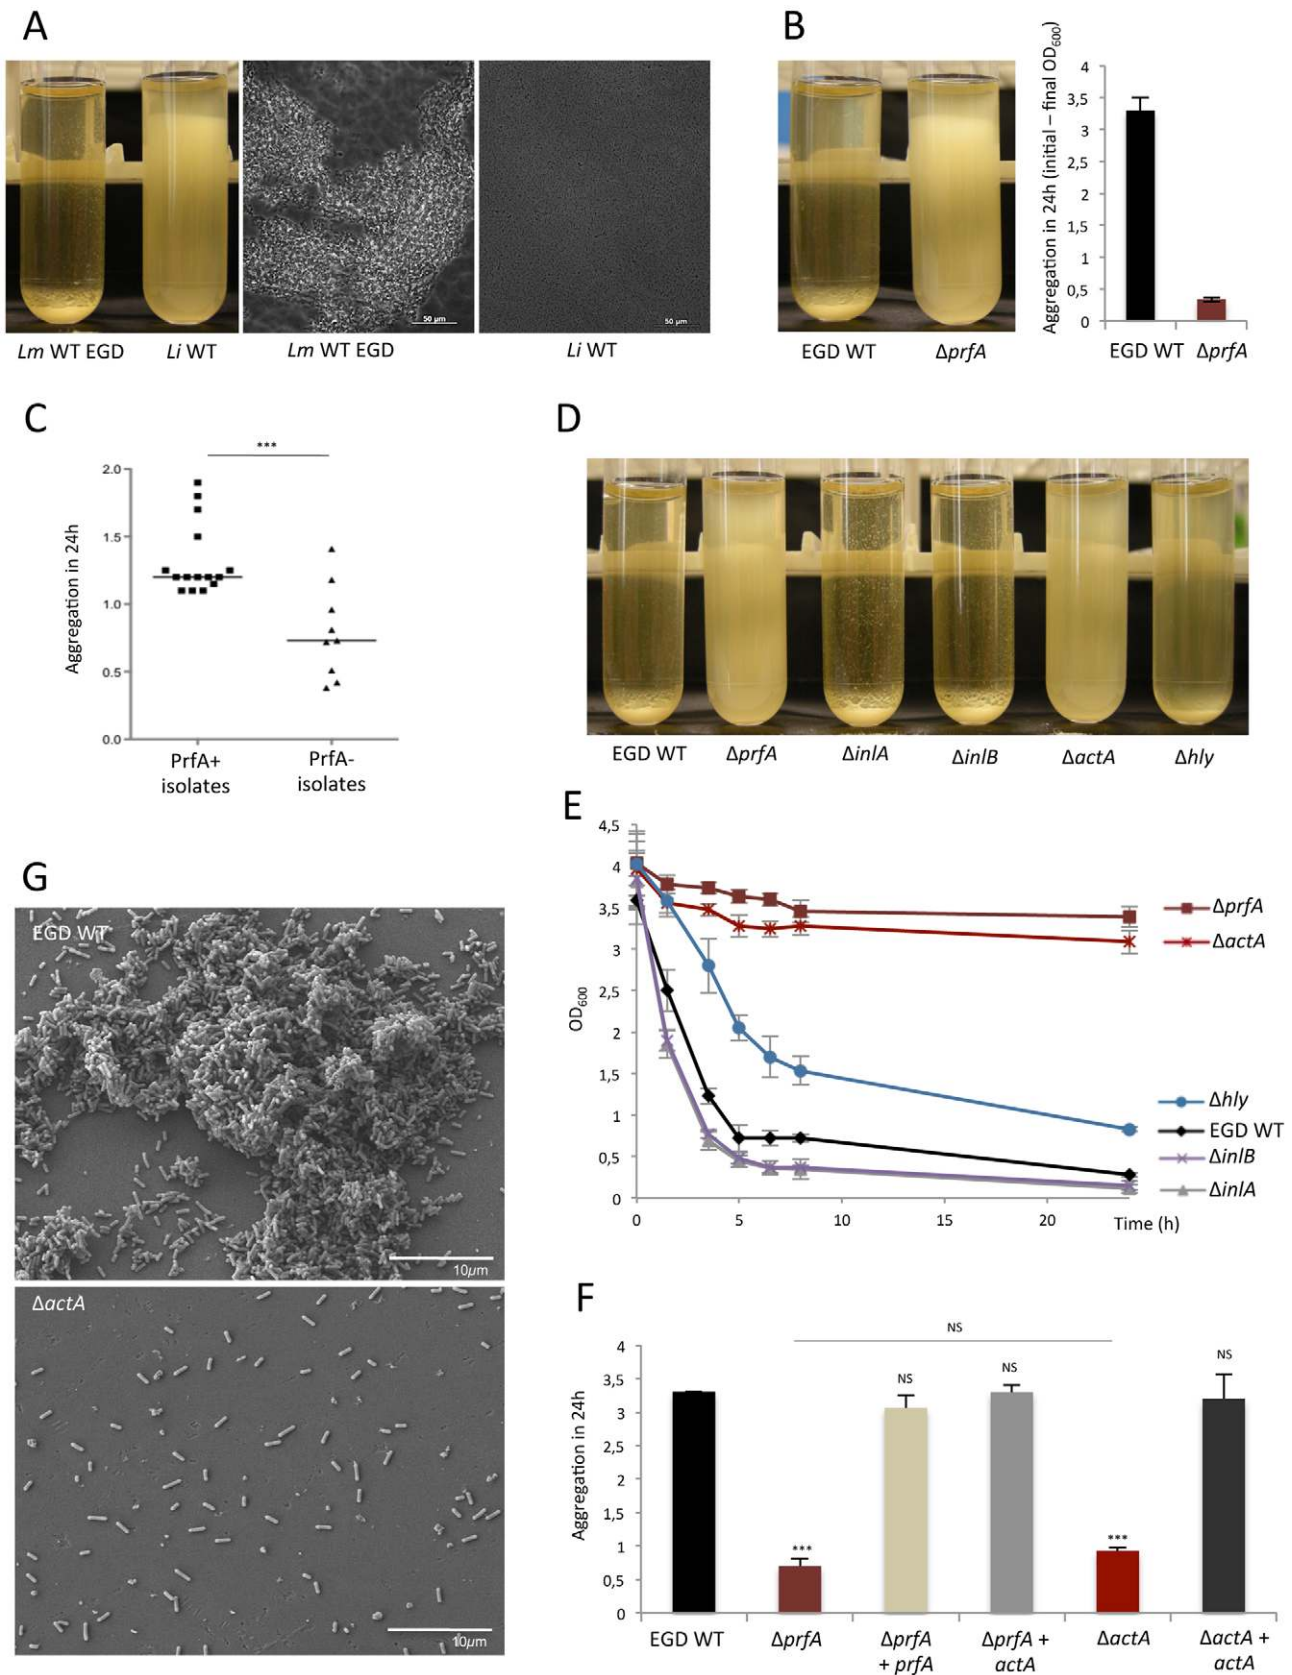 A
Lm WT EGD
Li WT
50 µm
Lm WT EGD
50 µm
Li WT
B
EGD WT
ΔprfA
Aggregation in 24h (initial – final OD600)
4
3,5
3
2,5
2
1,5
1
0,5
0
EGD WT
ΔprfA
C
***
Aggregation in 24h
2.0
1.5
1.0
0.5
0.0
PrfA+
isolates
PrfA-
isolates
D
EGD WT
ΔprfA
ΔinlA
ΔinlB
ΔactA
Δhly
E
OD600
4,5
4
3,5
3
2,5
2
1,5
1
0,5
0
0
5
10
15
20
Time (h)
ΔprfA
ΔactA
Δhly
EGD WT
ΔinlB
ΔinlA
G
EGD WT
10µm
ΔactA
10µm
F
Aggregation in 24h
4
3,5
3
2,5
2
1,5
1
0,5
0
NS
***
NS
NS
***
NS
EGD WT
ΔprfA
ΔprfA
+ prfA
ΔprfA +
actA
ΔactA
ΔactA +
actA